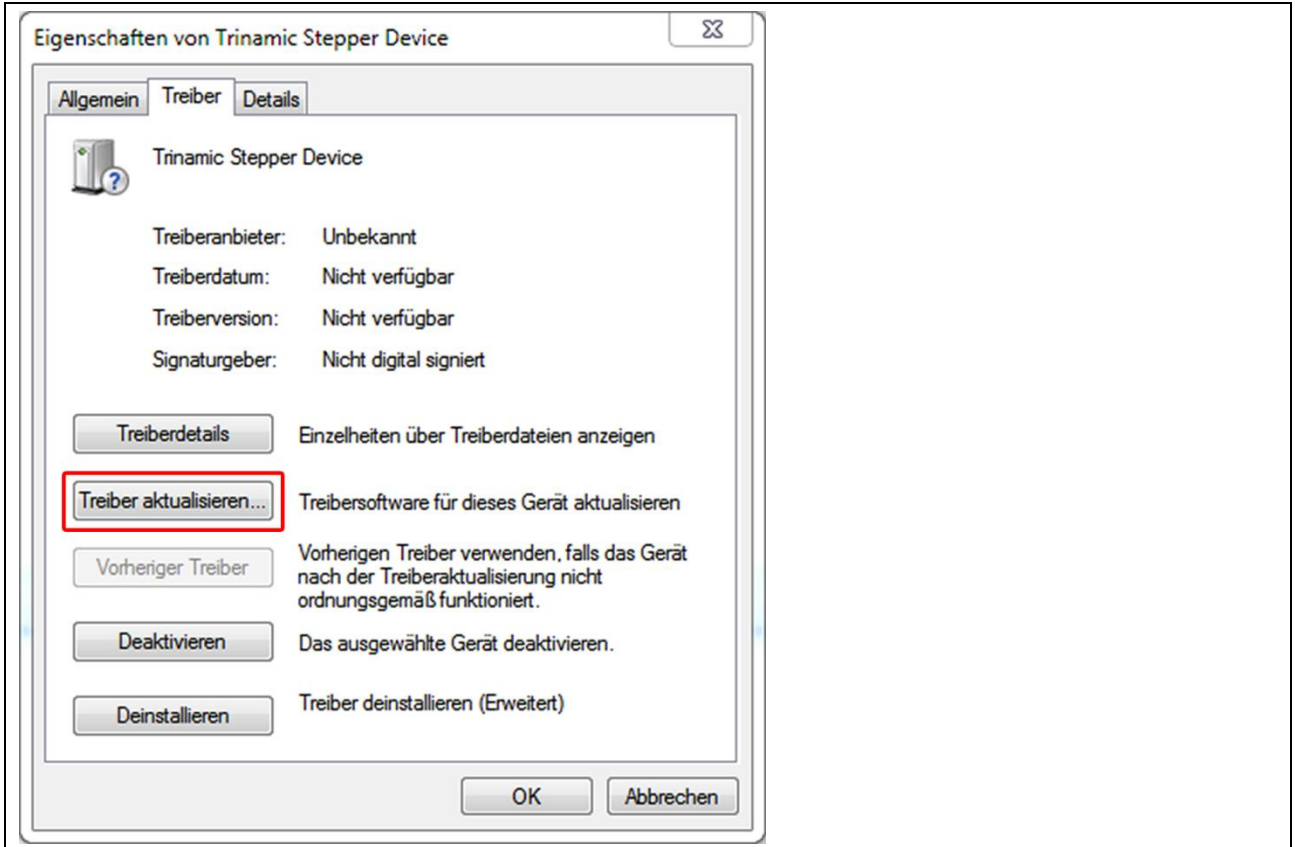 Eigenschaften von Trinamic Stepper Device
Allgemein Treiber Details
Trinamic Stepper Device
Treiberanbieter: Unbekannt
Treiberdatum: Nicht verfügbar
Treiberversion: Nicht verfügbar
Signaturgeber: Nicht digital signiert
Treiberdetails Einzelheiten über Treiberdateien anzeigen
Treiber aktualisieren... Treibersoftware für dieses Gerät aktualisieren
Vorheriger Treiber Vorherigen Treiber verwenden, falls das Gerät
nach der Treiberaktualisierung nicht
ordnungsgemäß funktioniert.
Deaktivieren Das ausgewählte Gerät deaktivieren.
Deinstallieren Treiber deinstallieren (Erweitert)
OK Abbrechen